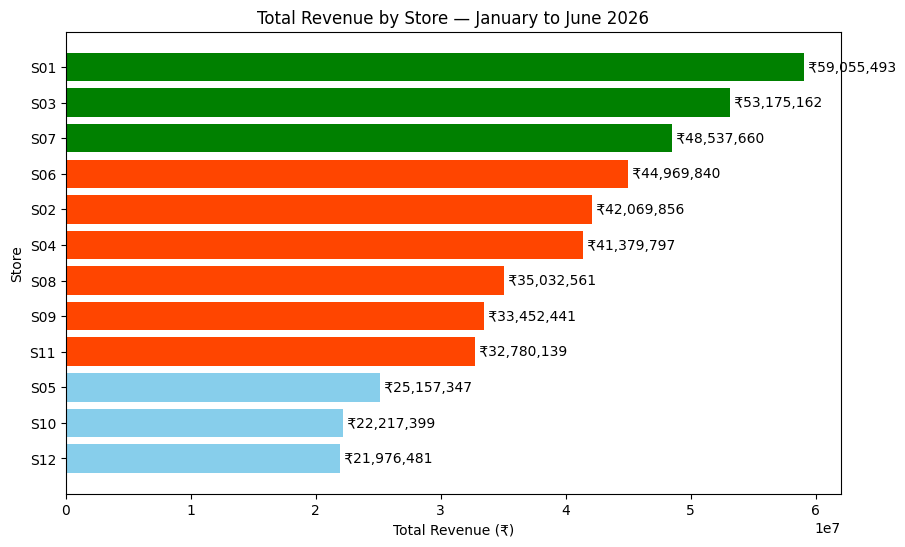 Total Revenue by Store — January to June 2026
Store
S01 ₹59,055,493
S03 ₹53,175,162
S07 ₹48,537,660
S06 ₹44,969,840
S02 ₹42,069,856
S04 ₹41,379,797
S08 ₹35,032,561
S09 ₹33,452,441
S11 ₹32,780,139
S05 ₹25,157,347
S10 ₹22,217,399
S12 ₹21,976,481
0 1 2 3 4 5 6
1e7
Total Revenue (₹)